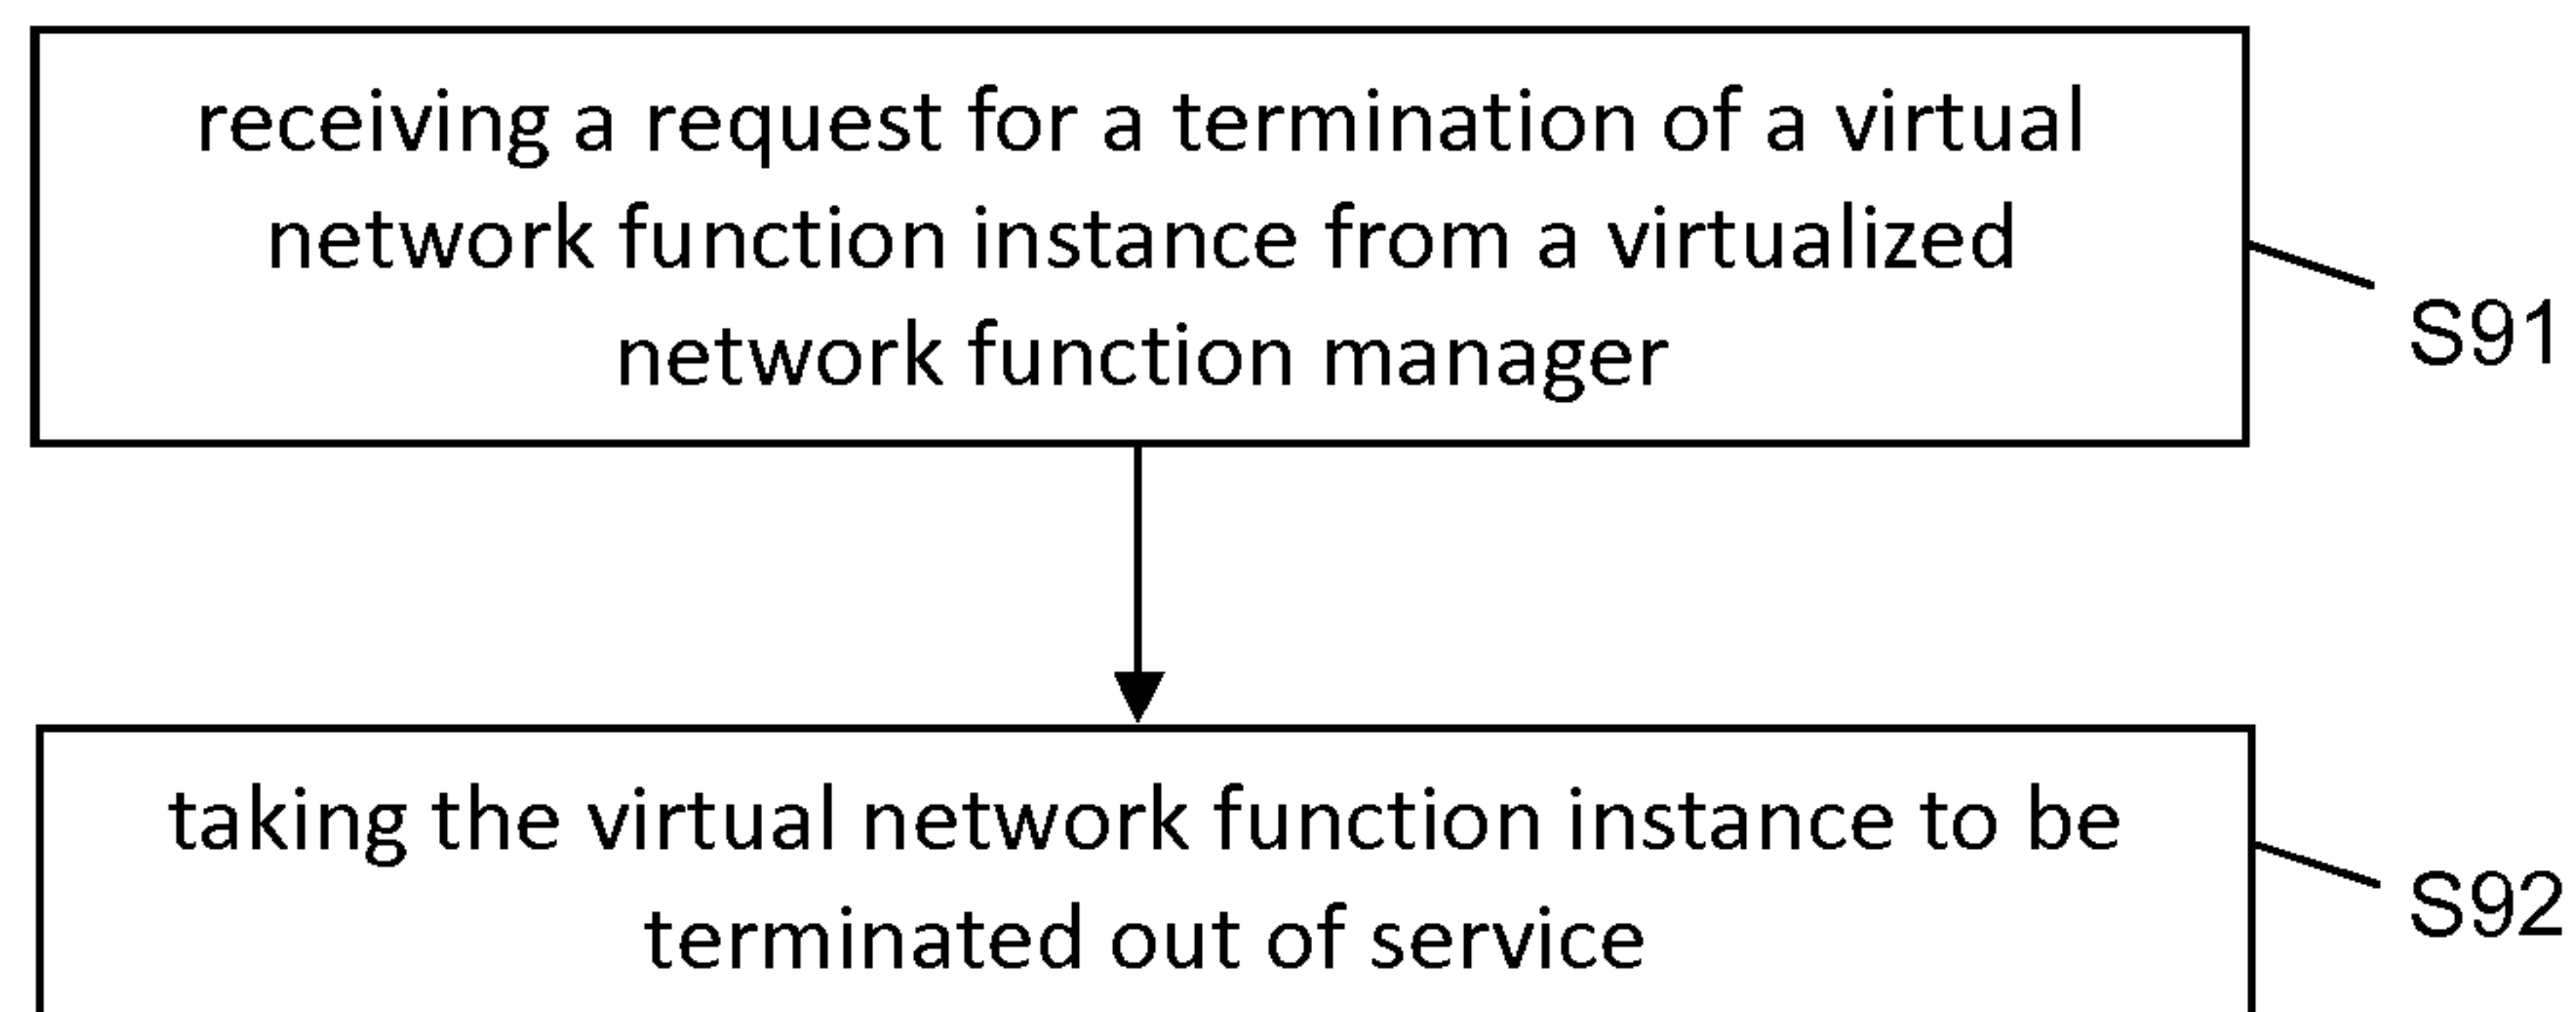 receiving a request for a termination of a virtual
network function instance from a virtualized
network function manager
S91
taking the virtual network function instance to be
terminated out of service
S92